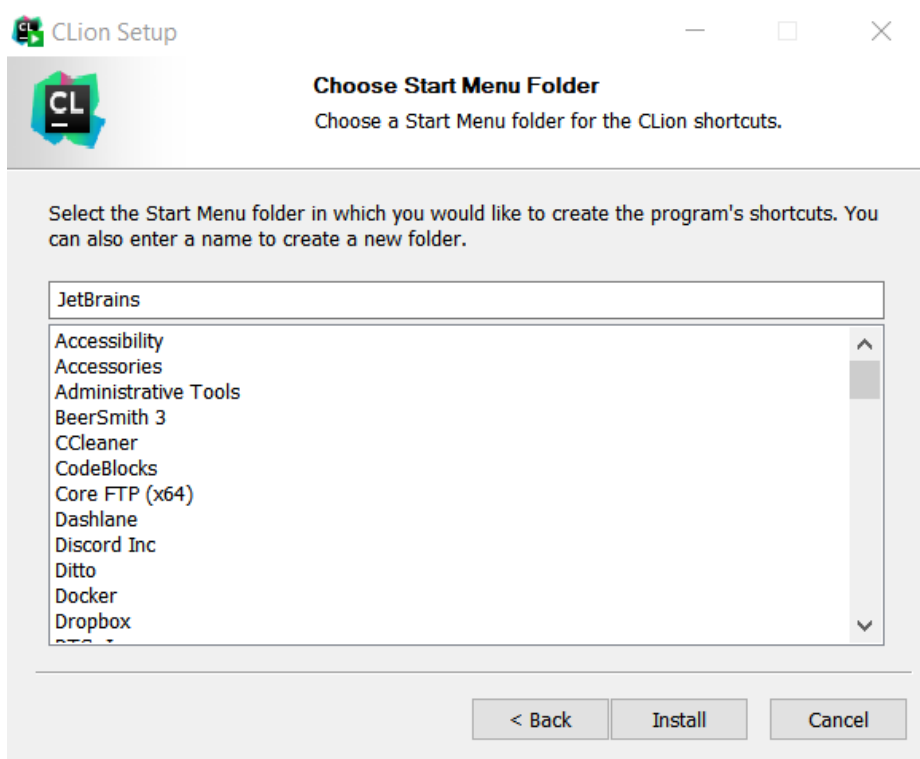 CL
CLion Setup
CL
Choose Start Menu Folder
Choose a Start Menu folder for the CLion shortcuts.
Select the Start Menu folder in which you would like to create the program's shortcuts. You
can also enter a name to create a new folder.
JetBrains
Accessibility
Accessories
Administrative Tools
BeerSmith 3
CCleaner
CodeBlocks
Core FTP (x64)
Dashlane
Discord Inc
Ditto
Docker
Dropbox
< Back
Install
Cancel